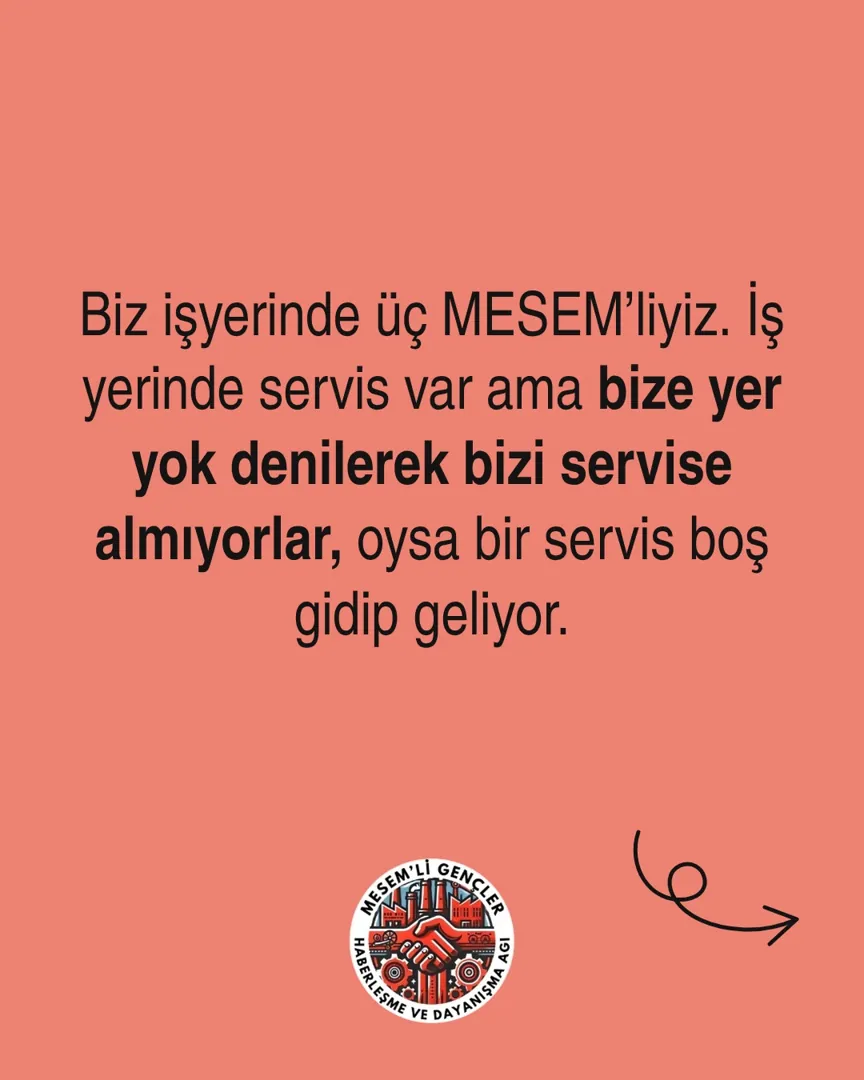 Biz işyerinde üç MESEM’liyiz. İş
yerinde servis var ama bize yer
yok denilerek bizi servise
almıyorlar, oysa bir servis boş
gidip geliyor.
MESEM'Lİ GENÇLER
HABERLEŞME VE DAYANIŞMA AGI